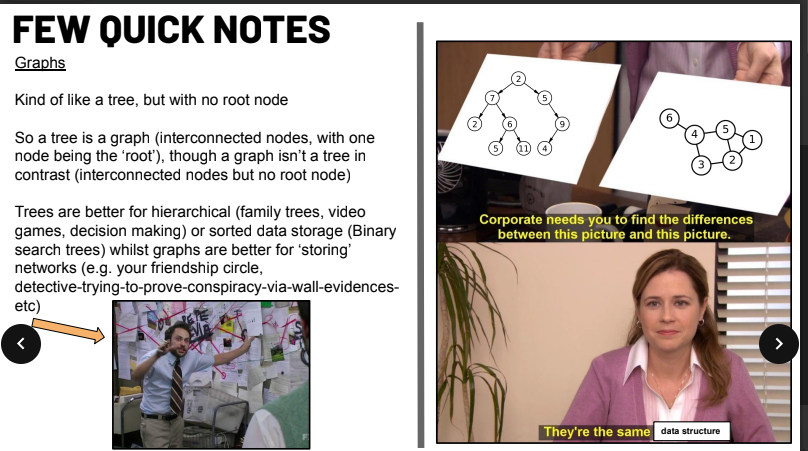 FEW QUICK NOTES
Graphs
Kind of like a tree, but with no root node
So a tree is a graph (interconnected nodes, with one
node being the ‘root’), though a graph isn’t a tree in
contrast (interconnected nodes but no root node)
Trees are better for hierarchical (family trees, video
games, decision making) or sorted data storage (Binary
search trees) whilst graphs are better for ‘storing’
networks (e.g. your friendship circle,
detective-trying-to-prove-conspiracy-via-wall-evidences-
etc)
2
7 5
2 6 9
5 11 4
6
4 5 1
3 2
Corporate needs you to find the differences
between this picture and this picture.
They're the same data structure